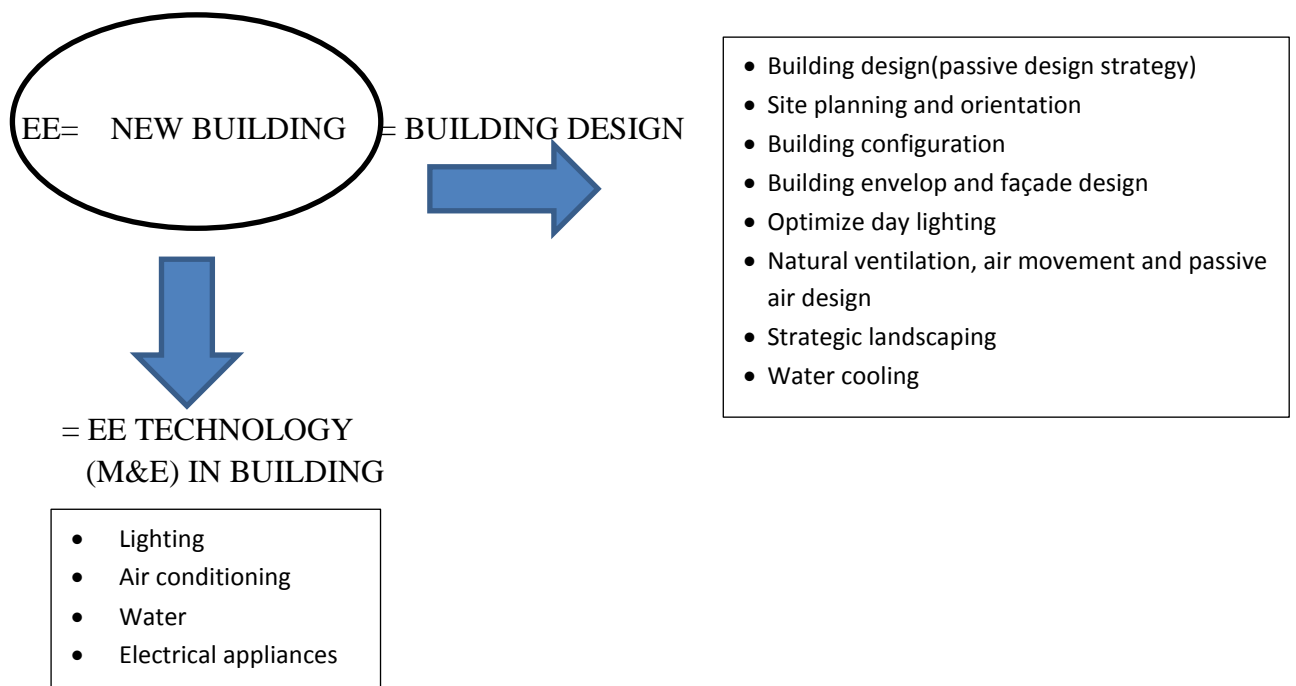 EE= NEW BUILDING = BUILDING DESIGN
• Building design(passive design strategy)
• Site planning and orientation
• Building configuration
• Building envelop and façade design
• Optimize day lighting
• Natural ventilation, air movement and passive
air design
• Strategic landscaping
• Water cooling
= EE TECHNOLOGY
(M&E) IN BUILDING
• Lighting
• Air conditioning
• Water
• Electrical appliances